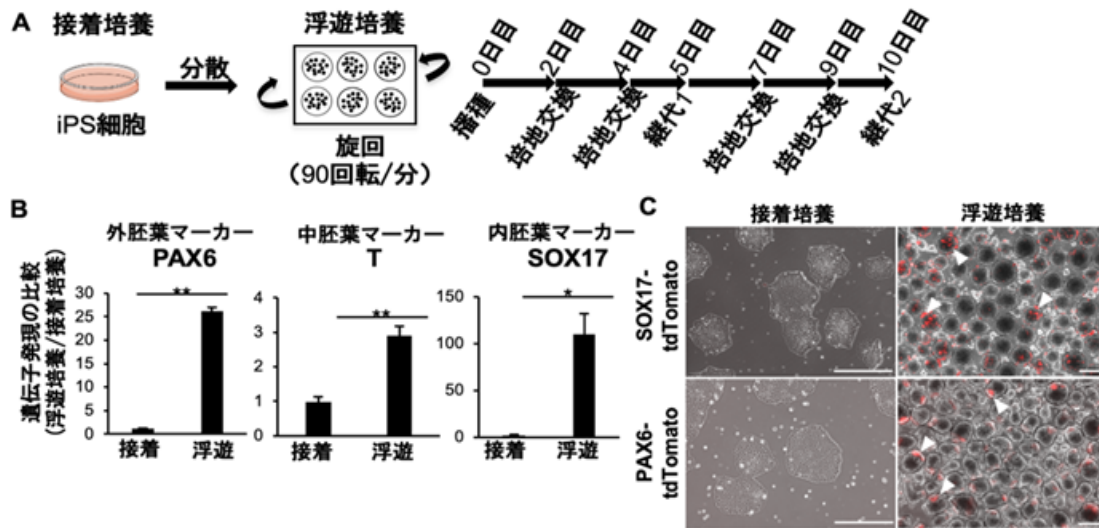 A
接着培養
分散
iPS細胞
浮遊培養
旋回
（90回転/分）
0日目
2日目
4日目
5日目
7日目
9日目
10日目
播種
培地交換
培地交換
継代1
培地交換
培地交換
継代2
B
遺伝子発現の比較
(浮遊培養/接着培養)
外胚葉マーカー
PAX6
**
30
25
20
15
10
5
0
接着 浮遊
中胚葉マーカー
T
**
4
3
2
1
0
接着 浮遊
内胚葉マーカー
SOX17
*
150
100
50
0
接着 浮遊
C
接着培養 浮遊培養
SOX17-
tdTomato
PAX6-
tdTomato